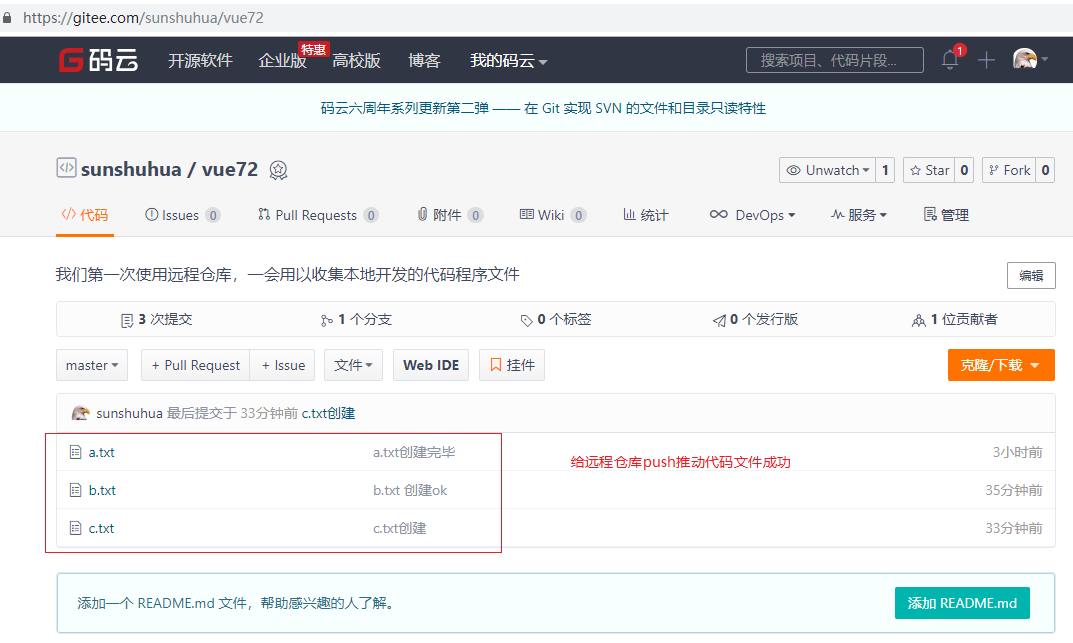 https://gitee.com/sunshuhua/vue72
G 码云 开源软件 企业版 特惠 高校版 博客 我的码云 搜索项目、代码片段... 1
码云六周年系列更新第二弹 —— 在 Git 实现 SVN 的文件和目录只读特性
sunshuhua / vue72 Unwatch 1 Star 0 Fork 0
代码 Issues 0 Pull Requests 0 附件 0 Wiki 0 统计 DevOps 服务 管理
我们第一次使用远程仓库，一会用以收集本地开发的代码程序文件 编辑
3 次提交 1 个分支 0 个标签 0 个发行版 1 位贡献者
master + Pull Request + Issue 文件 Web IDE 挂件 克隆/下载
sunshuhua 最后提交于 33分钟前 c.txt创建
a.txt a.txt创建完毕 3小时前
给远程仓库push推动代码文件成功
b.txt b.txt 创建ok 35分钟前
c.txt c.txt创建 33分钟前
添加一个 README.md 文件，帮助感兴趣的人了解。 添加 README.md